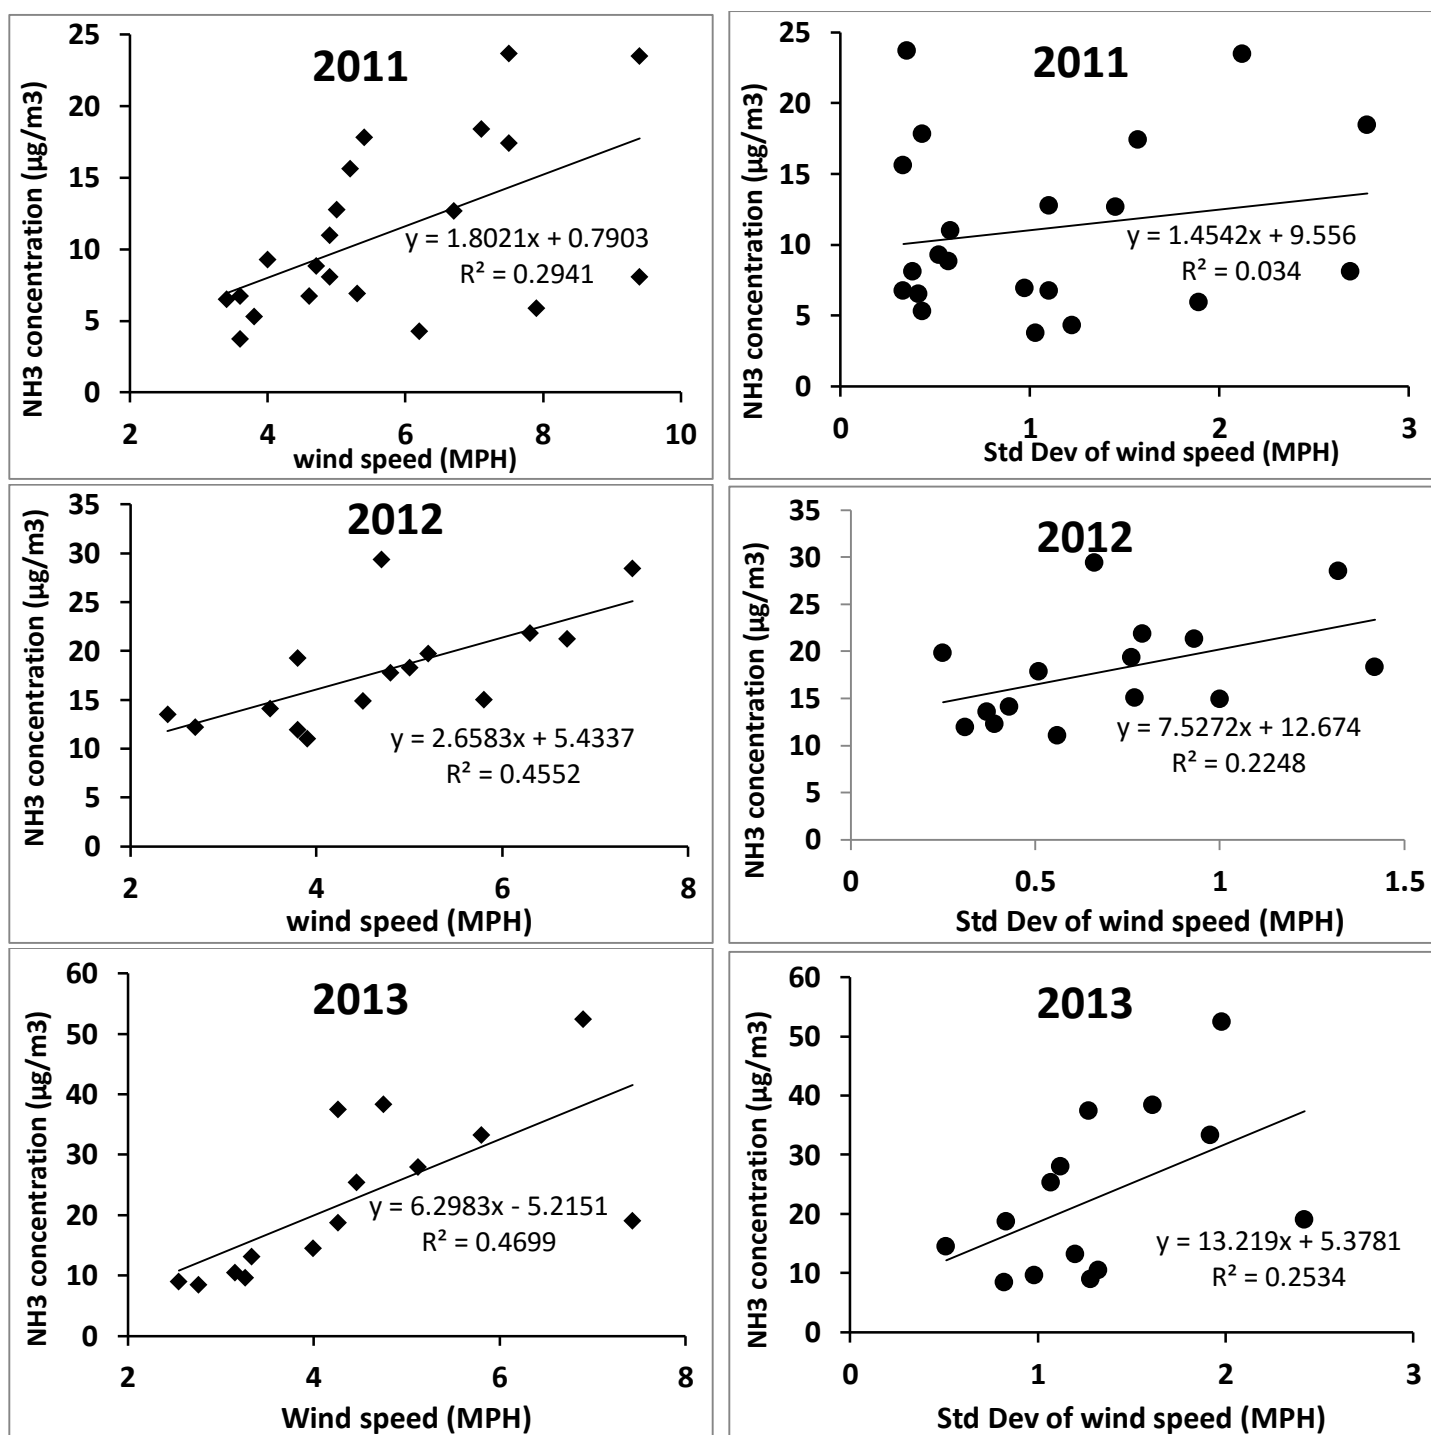 2011
NH3 concentration (µg/m3)
25
20
15
10
5
0
y = 1.8021x + 0.7903
R² = 0.2941
2 4 6 8 10
wind speed (MPH)
2011
NH3 concentration (µg/m3)
25
20
15
10
5
0
y = 1.4542x + 9.556
R² = 0.034
0 1 2 3
Std Dev of wind speed (MPH)
2012
NH3 concentration (µg/m3)
35
30
25
20
15
10
5
0
y = 2.6583x + 5.4337
R² = 0.4552
2 4 6 8
wind speed (MPH)
2012
NH3 concentration (µg/m3)
35
30
25
20
15
10
5
0
y = 7.5272x + 12.674
R² = 0.2248
0 0.5 1 1.5
Std Dev of wind speed (MPH)
2013
NH3 concentration (µg/m3)
60
50
40
30
20
10
0
y = 6.2983x - 5.2151
R² = 0.4699
2 4 6 8
Wind speed (MPH)
2013
NH3 concentration (µg/m3)
60
50
40
30
20
10
0
y = 13.219x + 5.3781
R² = 0.2534
0 1 2 3
Std Dev of wind speed (MPH)